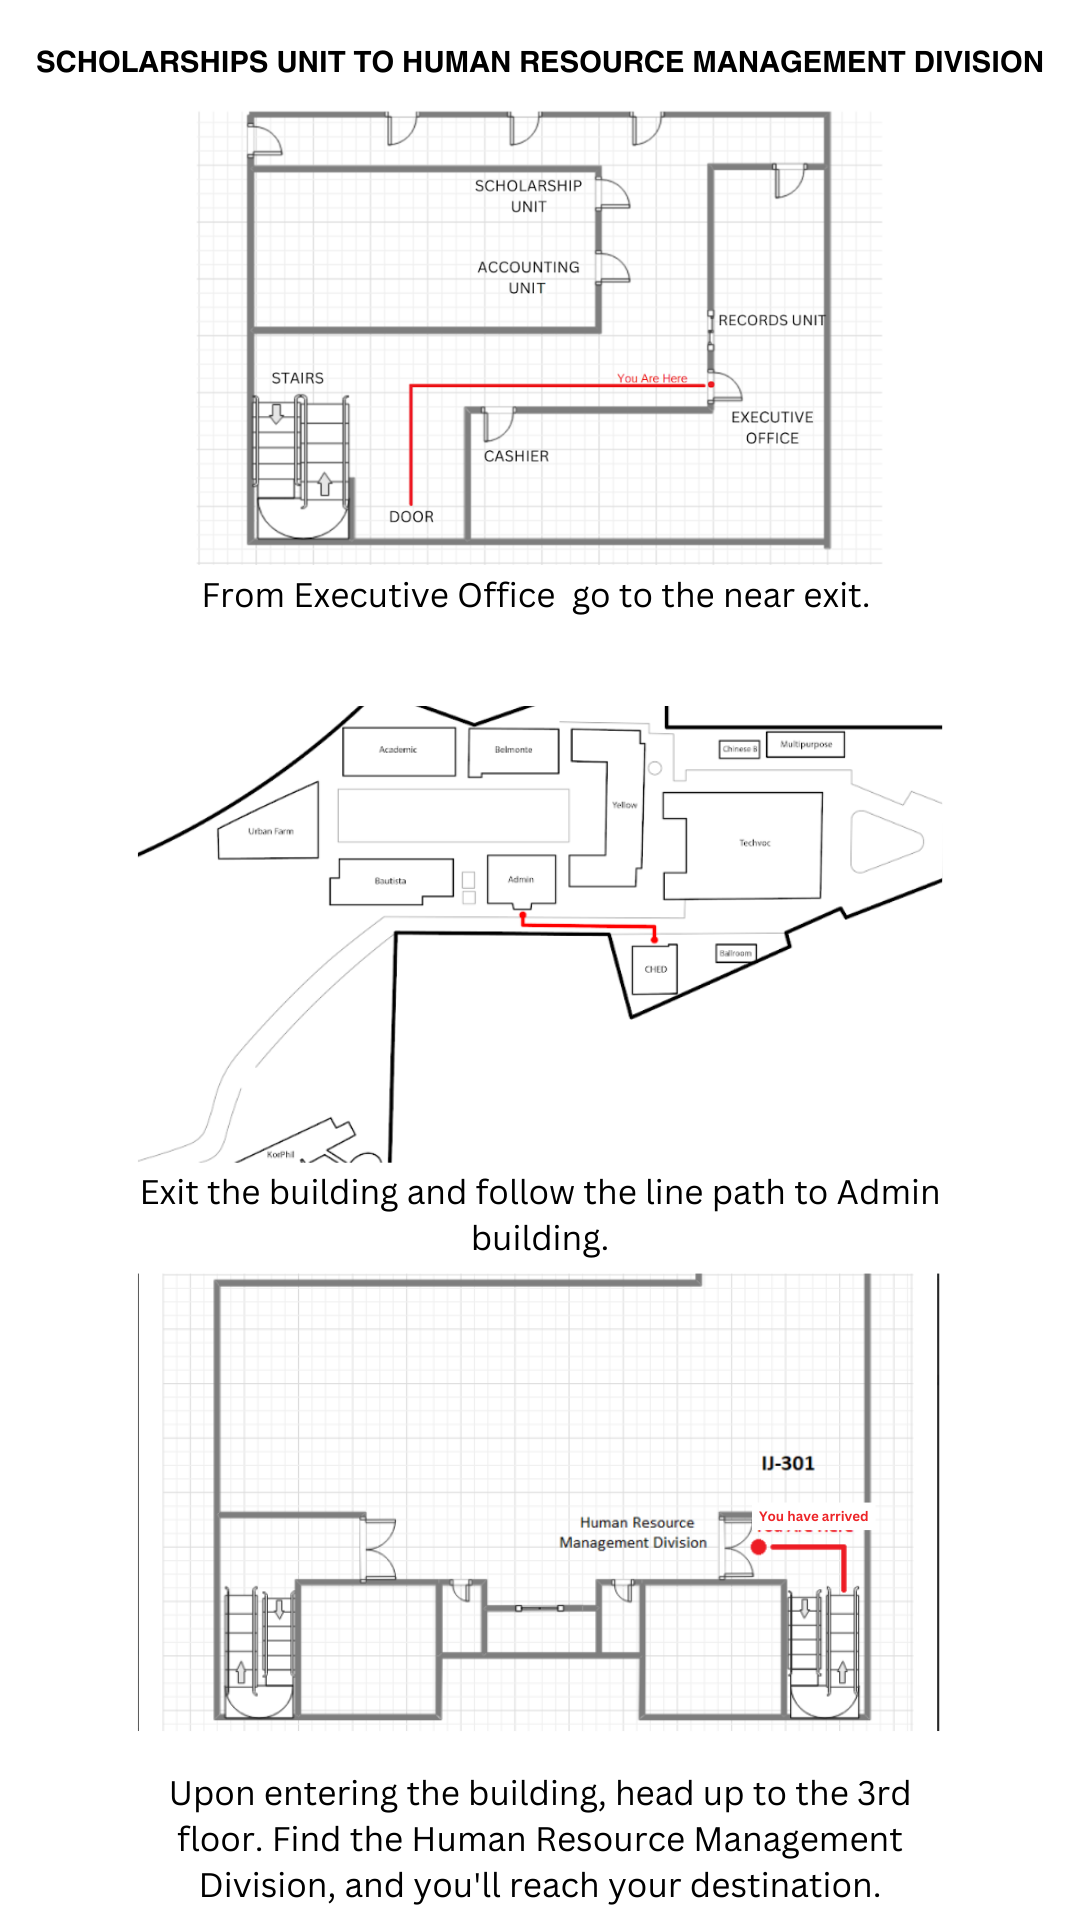 SCHOLARSHIPS UNIT TO HUMAN RESOURCE MANAGEMENT DIVISION
SCHOLARSHIP
UNIT
ACCOUNTING
UNIT
RECORDS UNIT
STAIRS
You Are Here
EXECUTIVE
OFFICE
CASHIER
DOOR
From Executive Office go to the near exit.
Academic
Belmonte
Chinese B
Multipurpose
Yellow
Urban Farm
Techvoc
Bautista
Admin
CHED
Ballroom
KorPhil
Exit the building and follow the line path to Admin
building.
IJ-301
You have arrived
You Are Here
Human Resource
Management Division
Upon entering the building, head up to the 3rd
floor. Find the Human Resource Management
Division, and you'll reach your destination.